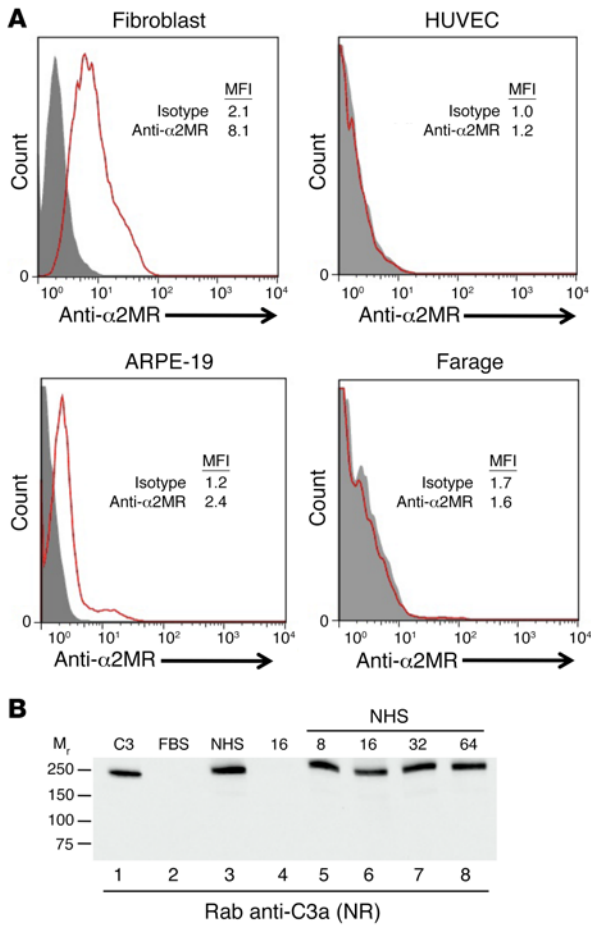 A
Fibroblast
MFI
Isotype 2.1
Anti-α2MR 8.1
Count
0
10⁰ 10¹ 10² 10³ 10⁴
Anti-α2MR
HUVEC
MFI
Isotype 1.0
Anti-α2MR 1.2
Count
0
10⁰ 10¹ 10² 10³ 10⁴
Anti-α2MR
ARPE-19
MFI
Isotype 1.2
Anti-α2MR 2.4
Count
0
10⁰ 10¹ 10² 10³ 10⁴
Anti-α2MR
Farage
MFI
Isotype 1.7
Anti-α2MR 1.6
Count
0
10⁰ 10¹ 10² 10³ 10⁴
Anti-α2MR
B
NHS
Mr C3 FBS NHS 16 8 16 32 64
250
150
100
75
1 2 3 4 5 6 7 8
Rab anti-C3a (NR)